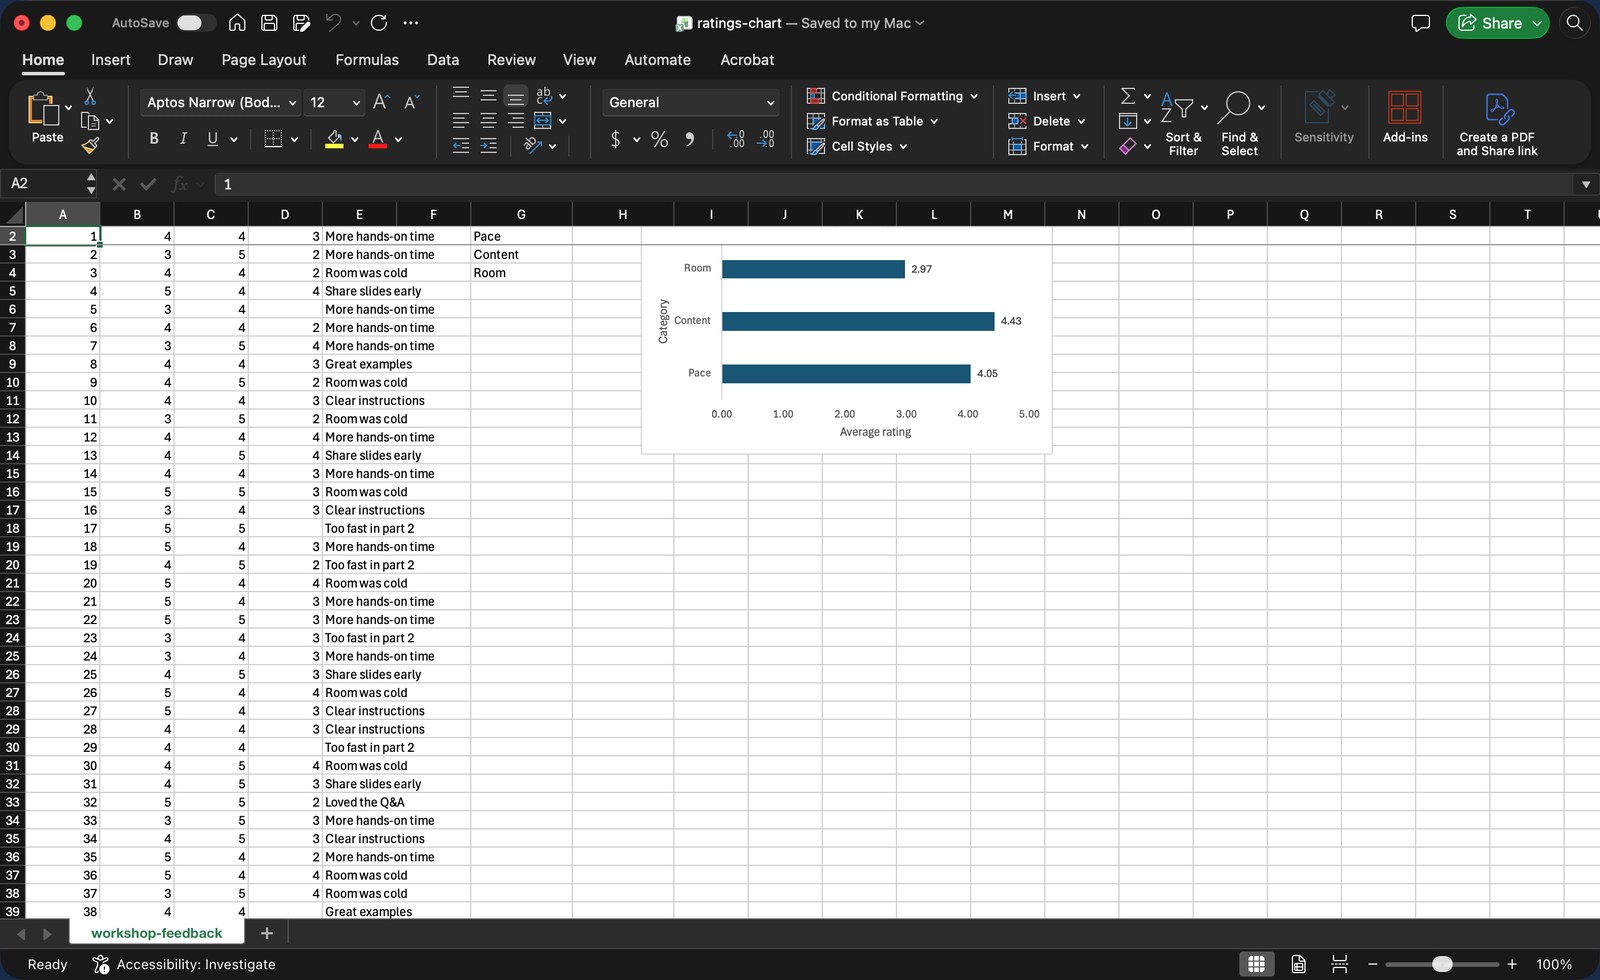 AutoSave
ratings-chart — Saved to my Mac
Share
Home Insert Draw Page Layout Formulas Data Review View Automate Acrobat
Paste
Aptos Narrow (Bod... 12
B I U
ab
General
$ % 9
Conditional Formatting
Format as Table
Cell Styles
Insert
Delete
Format
Sort & Filter
Find & Select
Sensitivity
Add-ins
Create a PDF and Share link
A2 fx 1
A B C D E F G H I J K L M N O P Q R S T
2 1 4 4 3 More hands-on time Pace
3 2 3 5 2 More hands-on time Content
4 3 4 4 2 Room was cold Room
5 4 5 4 4 Share slides early
6 5 3 4 More hands-on time
7 6 4 4 2 More hands-on time
8 7 3 5 4 More hands-on time
9 8 4 4 3 Great examples
10 9 4 5 2 Room was cold
11 10 4 4 3 Clear instructions
12 11 3 5 2 Room was cold
13 12 4 4 4 More hands-on time
14 13 4 5 4 Share slides early
15 14 4 4 3 More hands-on time
16 15 5 5 3 Room was cold
17 16 3 4 3 Clear instructions
18 17 5 5 Too fast in part 2
19 18 5 4 3 More hands-on time
20 19 4 5 2 Too fast in part 2
21 20 5 4 4 Room was cold
22 21 5 4 3 More hands-on time
23 22 5 5 3 More hands-on time
24 23 3 4 3 Too fast in part 2
25 24 3 4 3 More hands-on time
26 25 4 5 3 Share slides early
27 26 5 4 4 Room was cold
28 27 5 4 3 Clear instructions
29 28 4 4 3 Clear instructions
30 29 4 4 Too fast in part 2
31 30 4 5 4 Room was cold
32 31 4 5 3 Share slides early
33 32 5 5 2 Loved the Q&A
34 33 3 5 3 More hands-on time
35 34 4 5 3 Clear instructions
36 35 5 4 2 More hands-on time
37 36 5 4 4 Room was cold
38 37 3 5 4 Room was cold
39 38 4 4 Great examples
Category
Room 2.97
Content 4.43
Pace 4.05
0.00 1.00 2.00 3.00 4.00 5.00
Average rating
workshop-feedback
Ready Accessibility: Investigate 100%